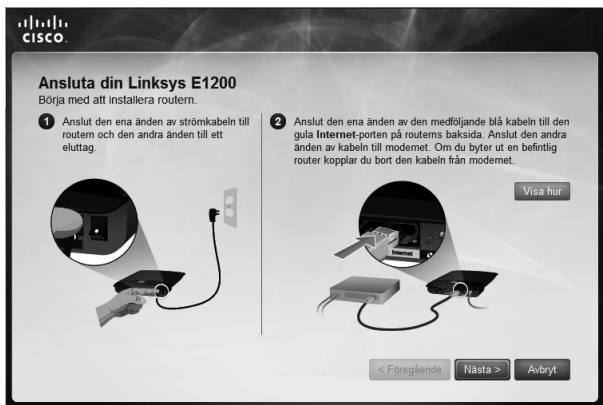 CISCO
Ansluta din Linksys E1200
Börja med att installera routern.
1 Anslut den ena änden av strömkabeln till
routern och den andra änden till ett
eluttag.
2 Anslut den ena änden av den medföljande blå kabeln till den
gula Internet-porten på routerns baksida. Anslut den andra
änden av kabeln till modemet. Om du byter ut en befintlig
router kopplar du bort den kabeln från modemet.
Visa hur
Internet
< Föregående
Nästa >
Avbryt